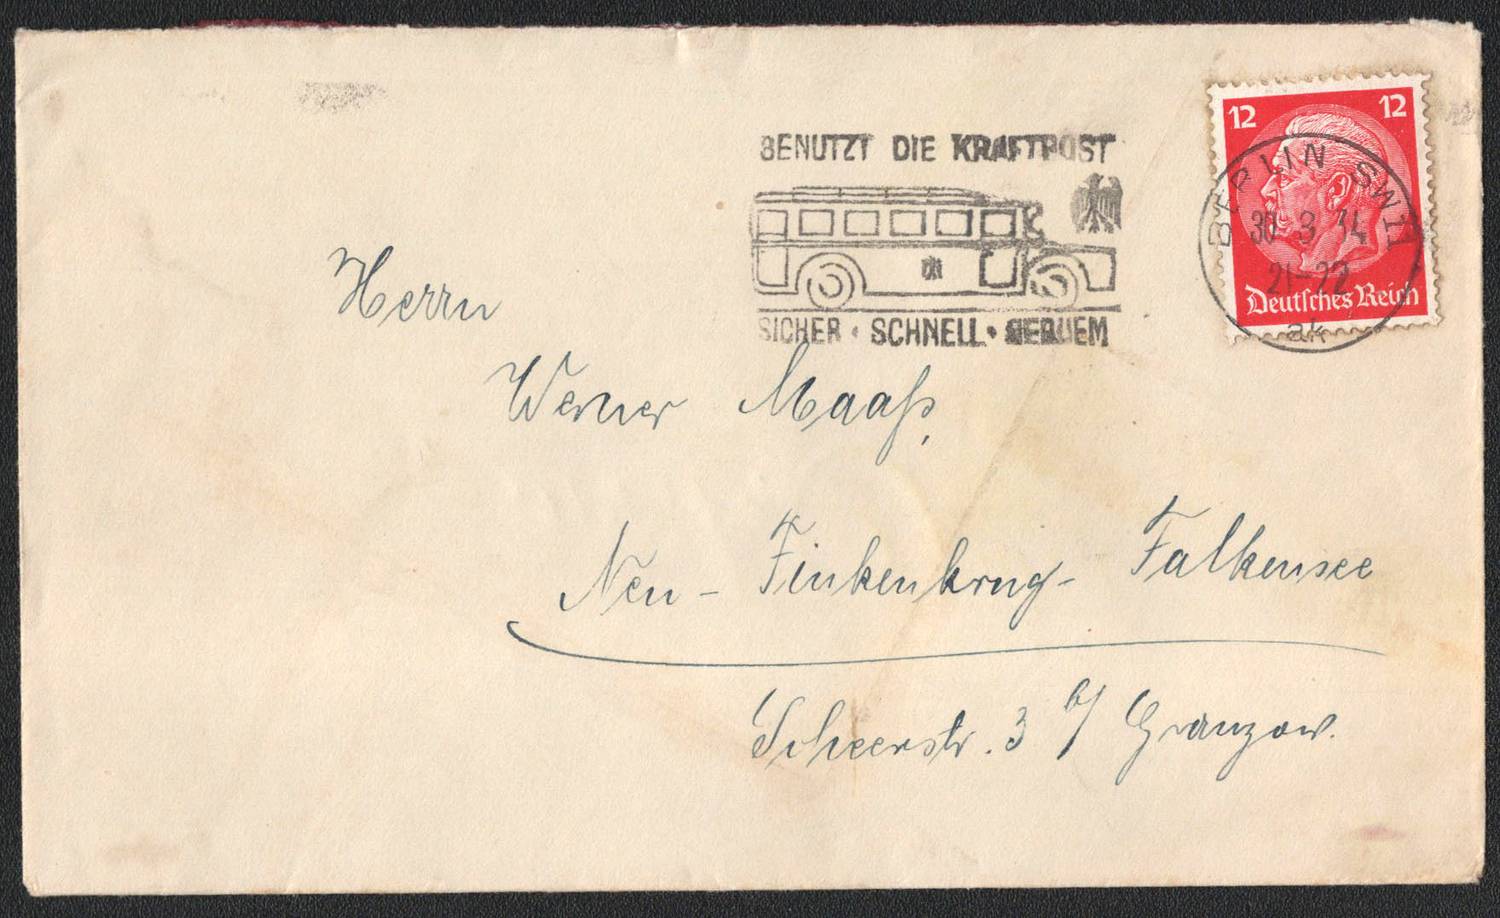 BENUTZT DIE KRAFTPOST
SICHER · SCHNELL · BEQUEM
12 12
Deutsches Reich
BERLIN SW11
30 3 34
21-22
ak
Herrn
Werner Maaß,
Neu-Finkenkrug-Falkensee
Scheerstr. 3 b/ Granzow.